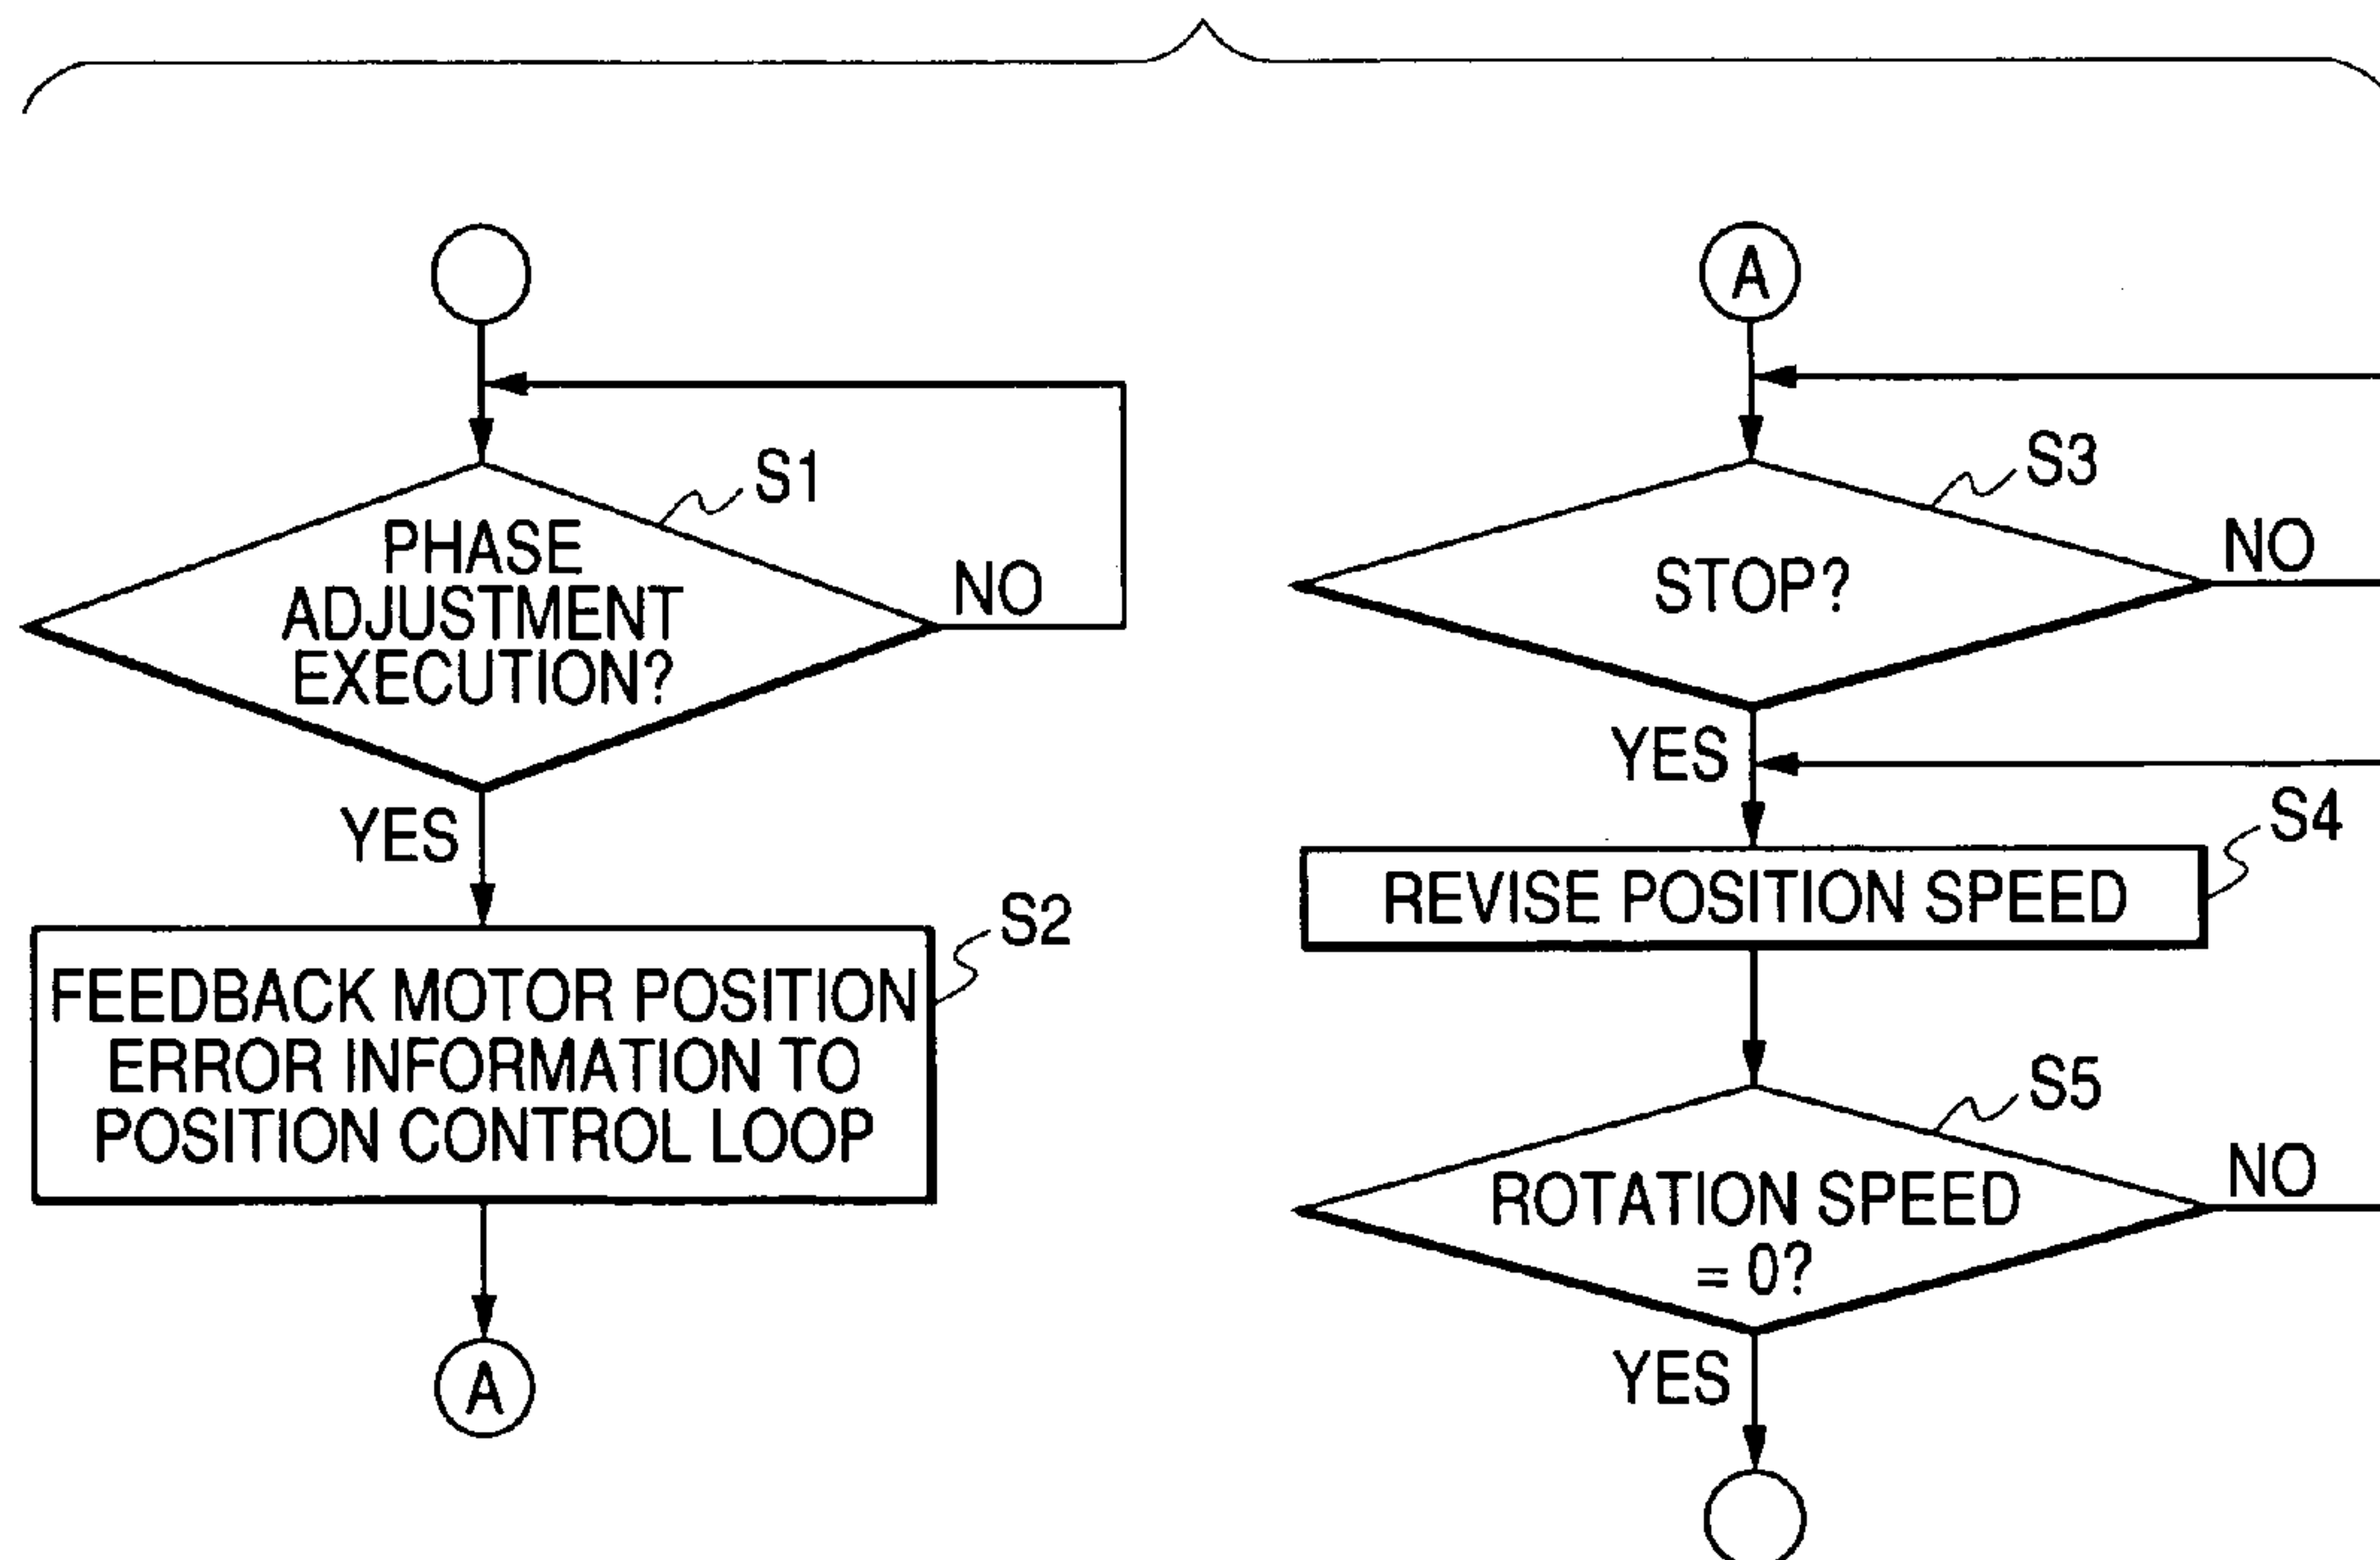 S1
PHASE
ADJUSTMENT
EXECUTION?
NO
YES
S2
FEEDBACK MOTOR POSITION
ERROR INFORMATION TO
POSITION CONTROL LOOP
A
A
S3
STOP?
NO
YES
S4
REVISE POSITION SPEED
S5
ROTATION SPEED
= 0?
NO
YES